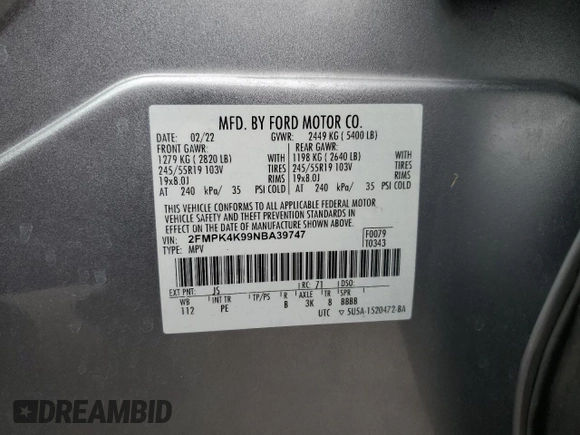 MFD. BY FORD MOTOR CO.
DATE: 02/22 GVWR: 2449 KG ( 5400 LB)
FRONT GAWR: REAR GAWR:
1279 KG ( 2820 LB) WITH 1198 KG ( 2640 LB) WITH
245/55R19 103V TIRES 245/55R19 103V TIRES
19x8.0J RIMS 19x8.0J RIMS
AT 240 kPa/ 35 PSI COLD AT 240 kPa/ 35 PSI COLD
THIS VEHICLE CONFORMS TO ALL APPLICABLE FEDERAL MOTOR
VEHICLE SAFETY AND THEFT PREVENTION STANDARDS IN
EFFECT ON THE DATE OF MANUFACTURE SHOWN ABOVE.
VIN: 2FMPK4K99NBA39747 F0079
TYPE: MPV T0343
EXT PNT: JS RC: 71 DSO:
WB INT TR TP/PS R AXLE TR SPR
112 PE B 3K 8 BBBB
UTC ▽ 5U5A-1520472-BA
DREAMBID